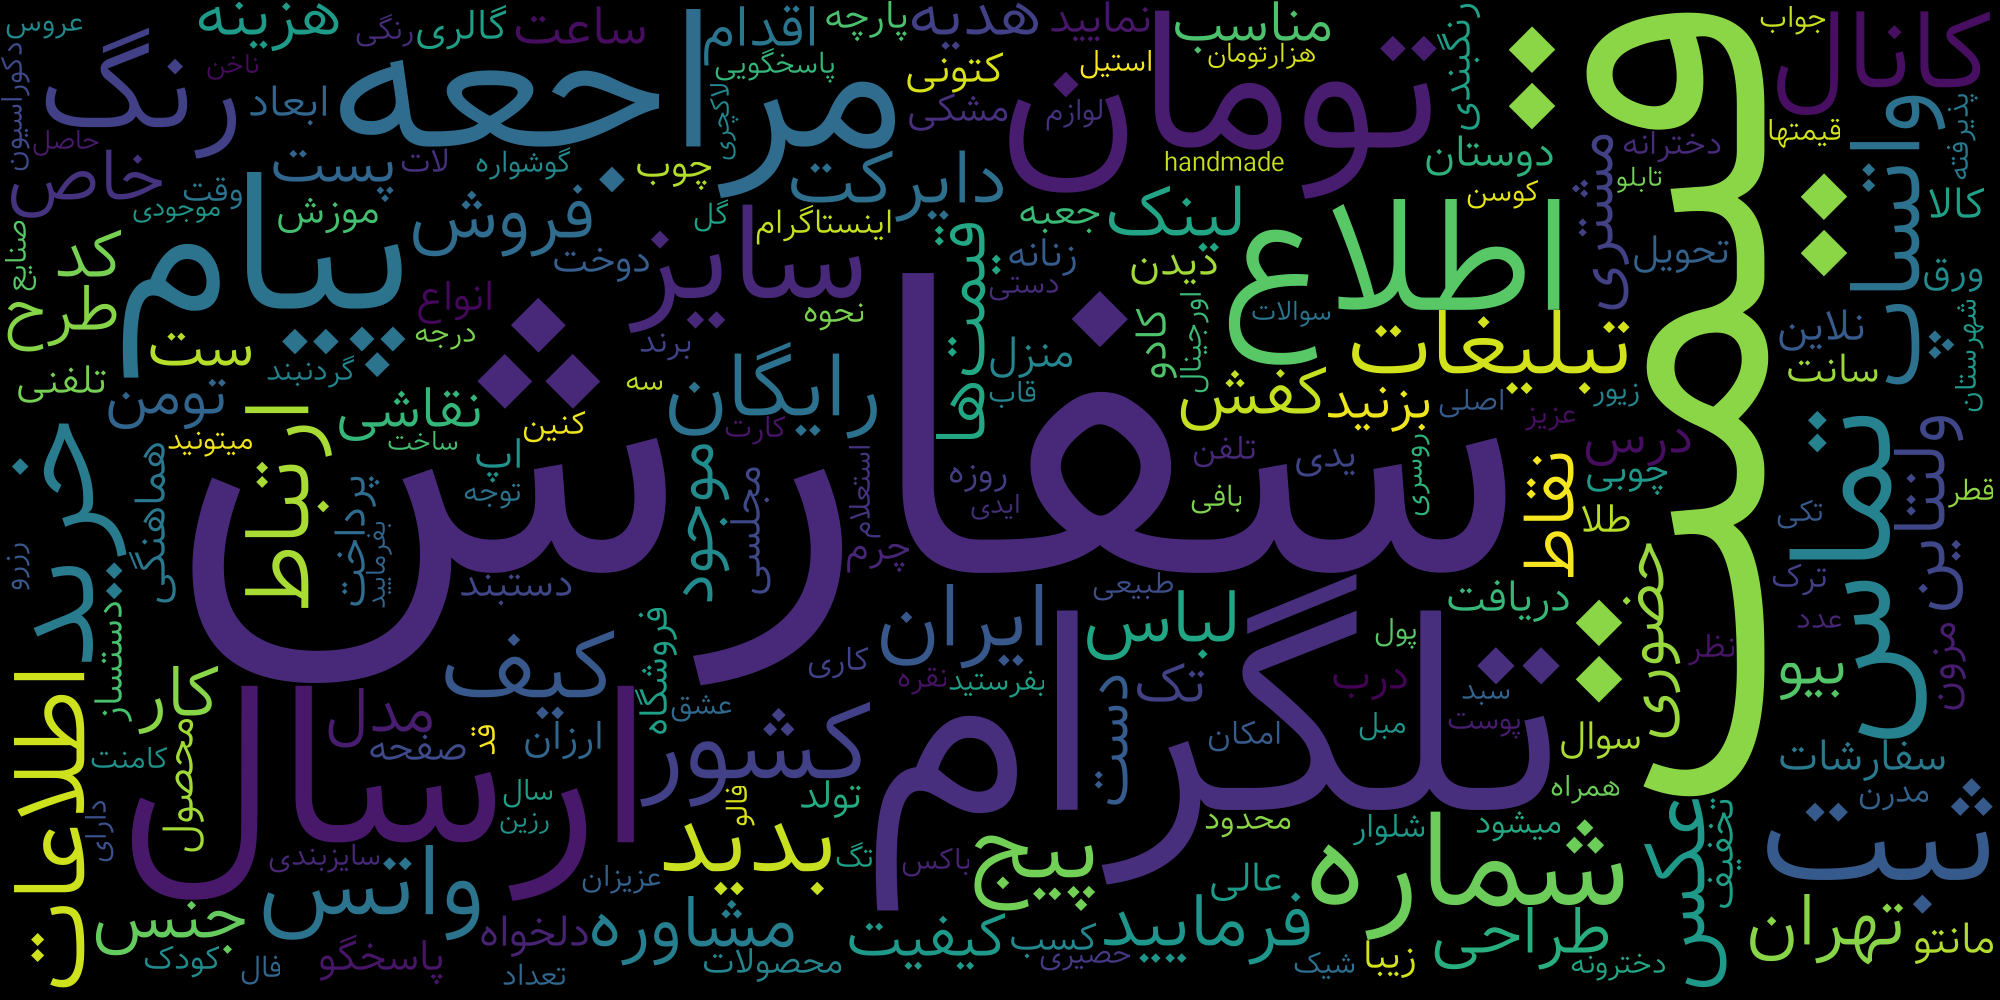 سفارش
قیمت
تلگرام
ارسال
تومان
مراجعه
پیام
اطلاع
کانال
رنگ
خرید
تماس
ثبت
شماره
اطلاعات
سایز
کشور
تبلیغات
واتساپ
ولنتاین
رایگان
ایران
کیف
کفش
بزنید
نقاط
ارتباط
موجود
قیمت‌ها
لینک
دایرکت
فروش
پست
خاص
هزینه
گالری
رنگی
ساعت
اقدام
پارچه
هدیه
نمایید
مناسب
هزارتومان
استیل
کتونی
پاسخگویی
لاکچری
مشکی
لوازم
رنگبندی
جواب
قیمتها
پذیرفته
دخترانه
مشتری
تابلو
کوسن
دوستان
handmade
عروس
دکوراسیون
ناخن
ابعاد
حاصل
لات
گوشواره
چوب
وقت
موجودی
موزش
گل
اینستاگرام
جعبه
زنانه
دستی
دیدن
تحویل
کالا
ورق
شهرستان
نلاین
سانت
صنایع
کد
طرح
انواع
درجه
دوخت
نحوه
برند
سوالات
اورجینال
کادو
منزل
قاب
ست
گردنبند
تلفنی
تومن
نقاشی
ساخت
سه
کنین
میتونید
کارت
اپ
توجه
هماهنگی
پرداخت
بفرمایید
مجلسی
استعلام
روزه
ایدی
چرم
تلفن
یدی
بافی
روسری
اصلی
زیور
عزیز
درس
چوبی
طلا
قطر
تکی
ترک
عدد
رزرو
دستبند
دستساز
طبیعی
لباس
دریافت
پول
حضوری
نظر
مزون
بیو
سوال
سفارشات
مدرن
همراه
کار
محصول
کامنت
دارای
مدل
صفحه
قد
ارزان
فروشگاه
عشق
کاری
نقره
بفرستید
تک
دست
درب
سبد
پوست
مبل
امکان
سال
رزین
فالو
تولد
بدید
تگ
باکس
پیج
محدود
شلوار
میشود
عکس
تخفیف
سایزبندی
عزیزان
واتس
جنس
کودک
فال
پاسخگو
دلخواه
تعداد
مشاوره
محصولات
کیفیت
کسب
حصیری
فرمایید
عالی
شیک
زیبا
طراحی
دخترونه
تهران
مانتو